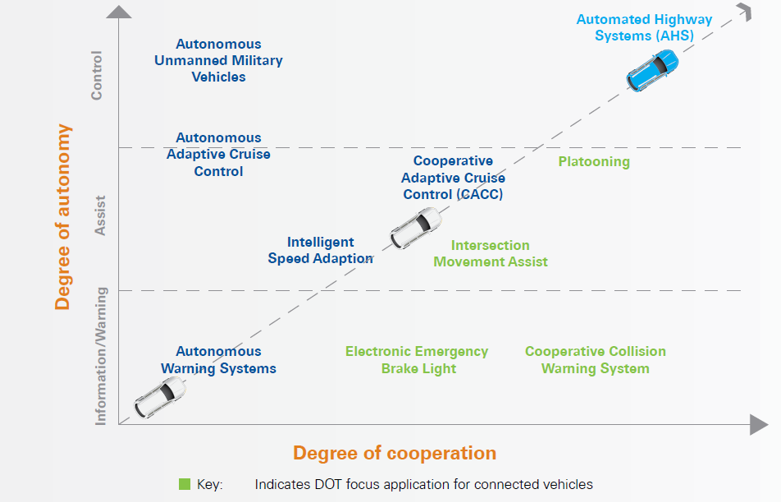 Automated Highway
Systems (AHS)
Autonomous
Unmanned Military
Vehicles
Control
Autonomous
Adaptive Cruise
Control
Cooperative
Adaptive Cruise
Control (CACC)
Platooning
Degree of autonomy
Assist
Intelligent
Speed Adaption
Intersection
Movement Assist
Information/Warning
Autonomous
Warning Systems
Electronic Emergency
Brake Light
Cooperative Collision
Warning System
Degree of cooperation
Key: Indicates DOT focus application for connected vehicles